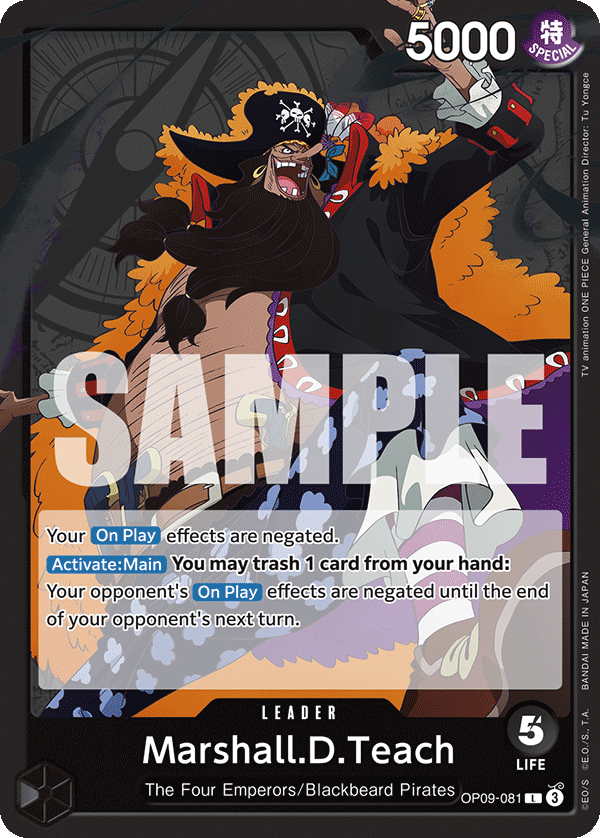 5000
特
SPECIAL
TV animation ONE PIECE General Animation Director: Tu Yongce
SAMPLE
Your On Play effects are negated.
Activate:Main You may trash 1 card from your hand:
Your opponent's On Play effects are negated until the end
of your opponent's next turn.
LEADER
Marshall.D.Teach
5
LIFE
The Four Emperors/Blackbeard Pirates
OP09-081 L 3
©E.O/S ©E.O./S., T.A. BANDAI MADE IN JAPAN